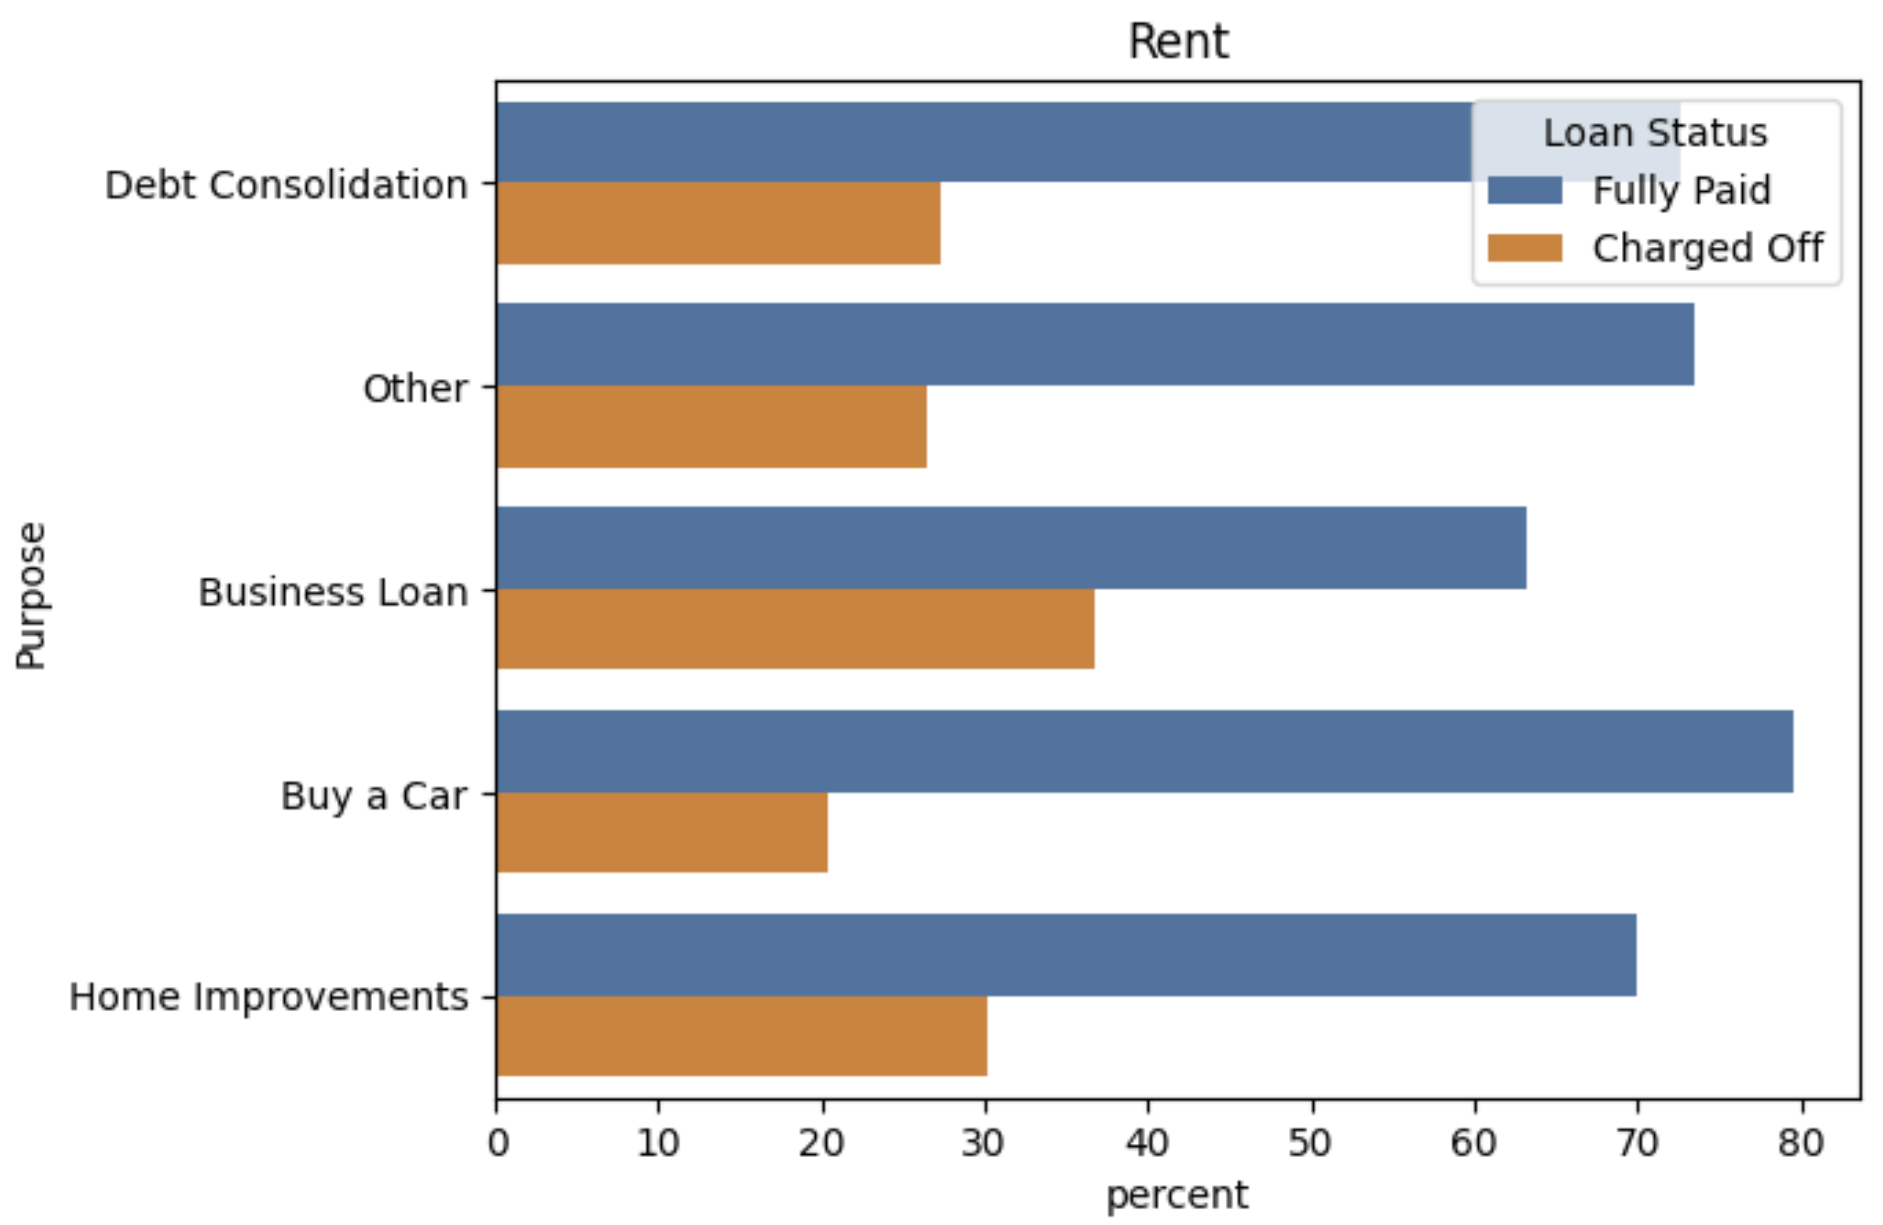 Rent
Loan Status
Fully Paid
Charged Off
Purpose
Debt Consolidation
Other
Business Loan
Buy a Car
Home Improvements
0 10 20 30 40 50 60 70 80
percent